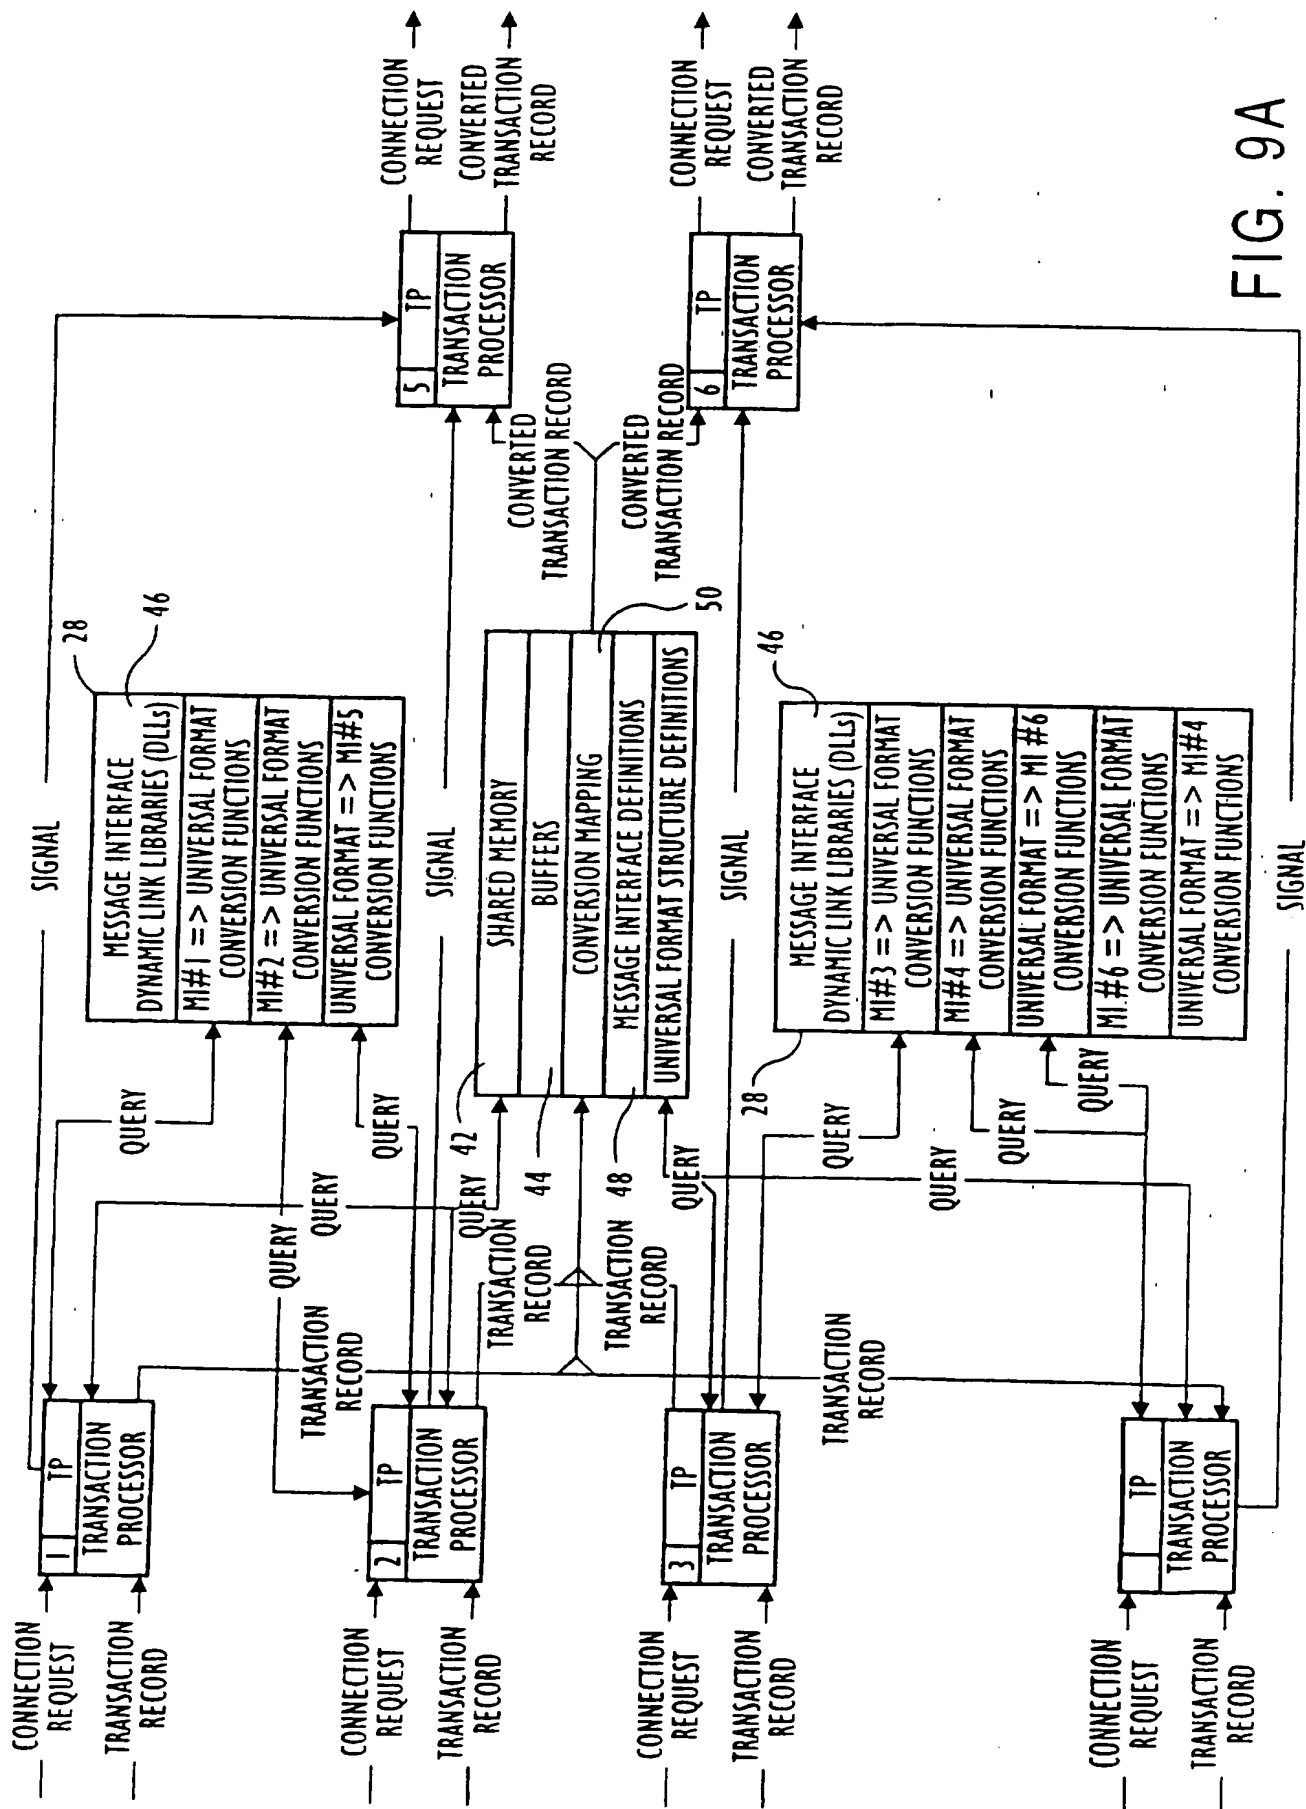 CONNECTION
REQUEST
TRANSACTION
RECORD
1
TP
TRANSACTION
PROCESSOR
SIGNAL
QUERY
QUERY
TRANSACTION
RECORD
28
46
MESSAGE INTERFACE
DYNAMIC LINK LIBRARIES (DLLs)
MI#1 => UNIVERSAL FORMAT
CONVERSION FUNCTIONS
MI#2 => UNIVERSAL FORMAT
CONVERSION FUNCTIONS
UNIVERSAL FORMAT => MI#5
CONVERSION FUNCTIONS
5
TP
TRANSACTION
PROCESSOR
CONNECTION
REQUEST
CONVERTED
TRANSACTION
RECORD
CONNECTION
REQUEST
TRANSACTION
RECORD
2
TP
TRANSACTION
PROCESSOR
QUERY
QUERY
QUERY
SIGNAL
TRANSACTION
RECORD
42
44
48
50
SHARED MEMORY
BUFFERS
CONVERSION MAPPING
MESSAGE INTERFACE DEFINITIONS
UNIVERSAL FORMAT STRUCTURE DEFINITIONS
CONVERTED
TRANSACTION RECORD
CONVERTED
TRANSACTION RECORD
6
TP
TRANSACTION
PROCESSOR
CONNECTION
REQUEST
CONVERTED
TRANSACTION
RECORD
CONNECTION
REQUEST
TRANSACTION
RECORD
3
TP
TRANSACTION
PROCESSOR
TRANSACTION
RECORD
QUERY
SIGNAL
QUERY
QUERY
QUERY
QUERY
28
46
MESSAGE INTERFACE
DYNAMIC LINK LIBRARIES (DLLs)
MI#3 => UNIVERSAL FORMAT
CONVERSION FUNCTIONS
MI#4 => UNIVERSAL FORMAT
CONVERSION FUNCTIONS
UNIVERSAL FORMAT => MI #6
CONVERSION FUNCTIONS
MI #6 => UNIVERSAL FORMAT
CONVERSION FUNCTIONS
UNIVERSAL FORMAT => MI#4
CONVERSION FUNCTIONS
TRANSACTION
RECORD
CONNECTION
REQUEST
TRANSACTION
RECORD
TP
TRANSACTION
PROCESSOR
SIGNAL
FIG. 9A